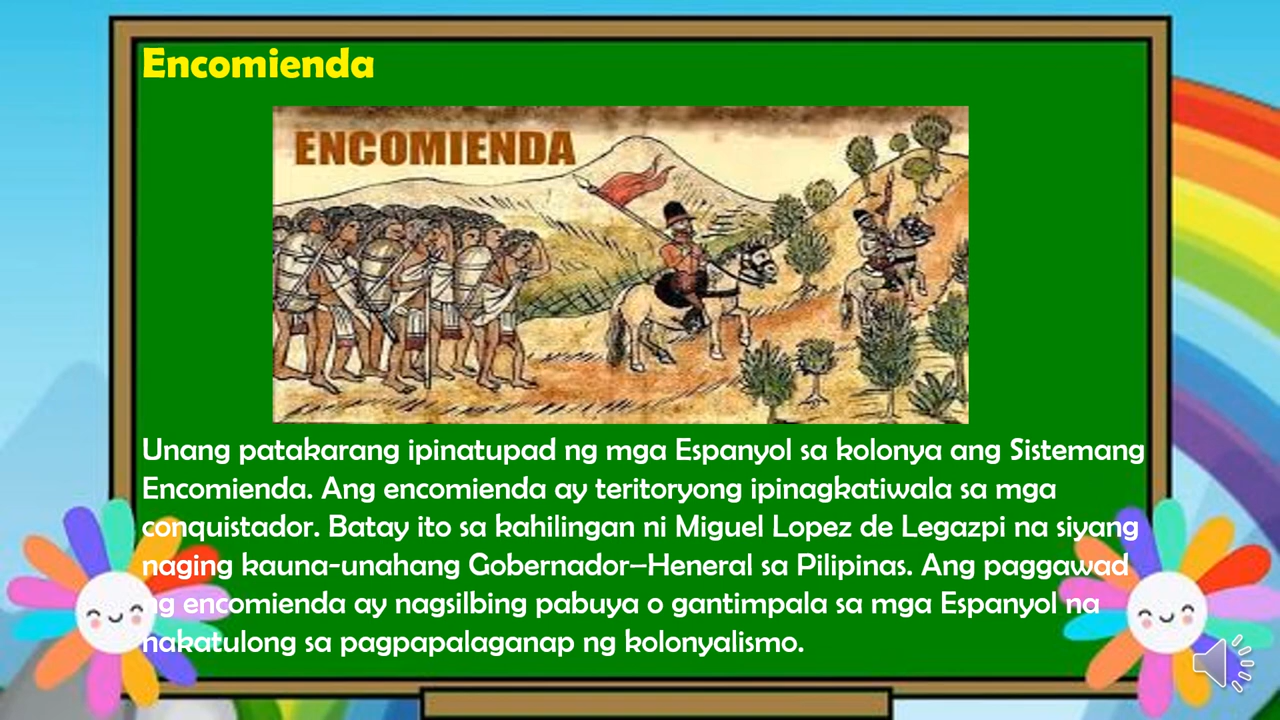 Encomienda
ENCOMIENDA
Unang patakarang ipinatupad ng mga Espanyol sa kolonya ang Sistemang
Encomienda. Ang encomienda ay teritoryong ipinagkatiwala sa mga
conquistador. Batay ito sa kahilingan ni Miguel Lopez de Legazpi na siyang
naging kauna-unahang Gobernador–Heneral sa Pilipinas. Ang paggawad
ng encomienda ay nagsilbing pabuya o gantimpala sa mga Espanyol na
nakatulong sa pagpapalaganap ng kolonyalismo.